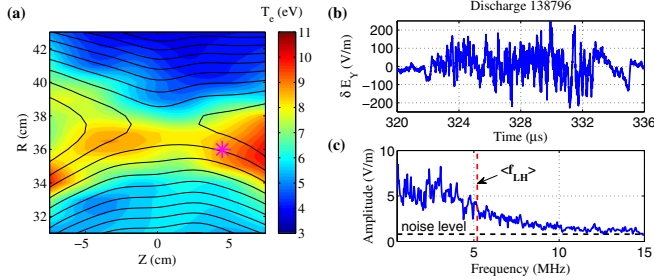 (a)
T_e (eV)
42
40
38
36
34
32
R (cm)
−5
0
5
Z (cm)
11
10
9
8
7
6
5
4
3
Discharge 138796
(b)
200
100
0
−100
−200
δ E_Y (V/m)
320
324
328
332
336
Time (μs)
(c)
10
5
0
Amplitude (V/m)
<f_LH>
noise level
5
10
15
Frequency (MHz)